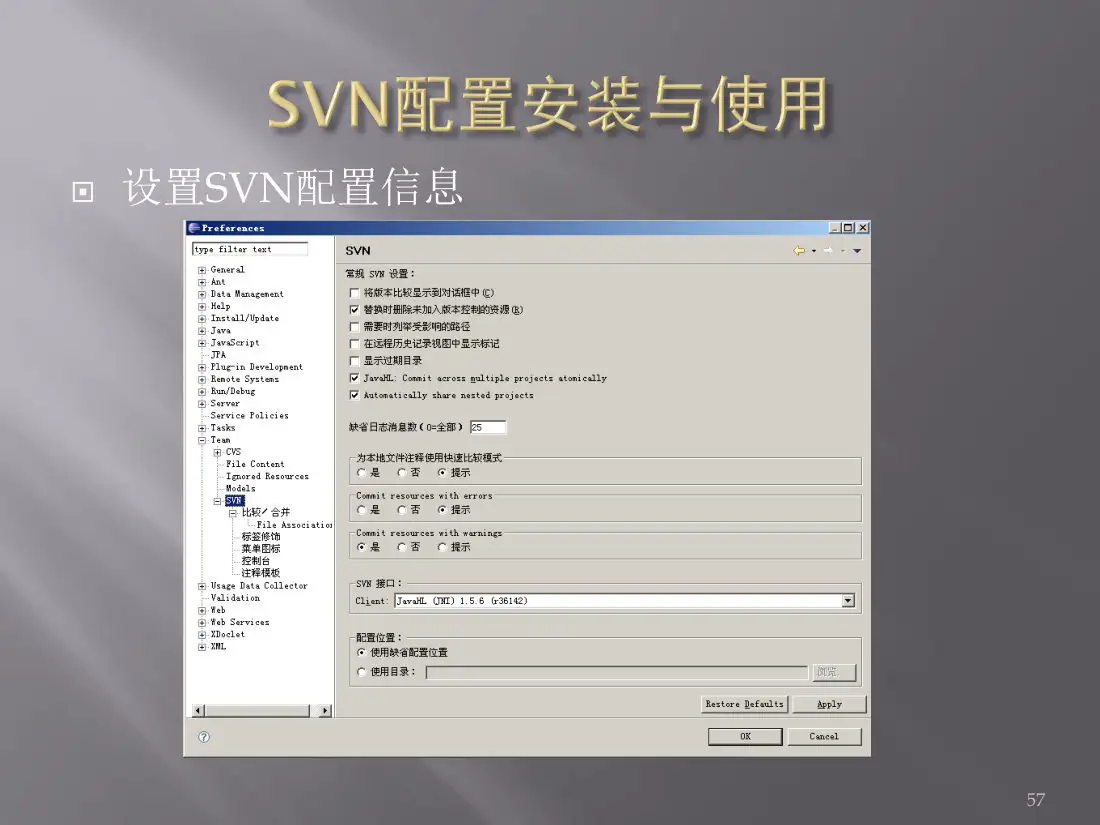 SVN配置安装与使用
设置SVN配置信息
Preferences
type filter text
General
Ant
Data Management
Help
Install/Update
Java
JavaScript
JPA
Plug-in Development
Remote Systems
Run/Debug
Server
Service Policies
Tasks
Team
CVS
File Content
Ignored Resources
Models
SVN
比较／合并
File Association
标签修饰
菜单图标
控制台
注释模板
Usage Data Collector
Validation
Web
Web Services
XDoclet
XML
SVN
常规 SVN 设置：
将版本比较显示到对话框中(C)
替换时删除未加入版本控制的资源(R)
需要时列举受影响的路径
在远程历史记录视图中显示标记
显示过期目录
JavaHL: Commit across multiple projects atomically
Automatically share nested projects
缺省日志消息数（0=全部） 25
为本地文件注释使用快速比较模式
是 否 提示
Commit resources with errors
是 否 提示
Commit resources with warnings
是 否 提示
SVN 接口：
Client: JavaHL (JNI) 1.5.6 (r36142)
配置位置：
使用缺省配置位置
使用目录： 浏览...
Restore Defaults Apply
OK Cancel
57